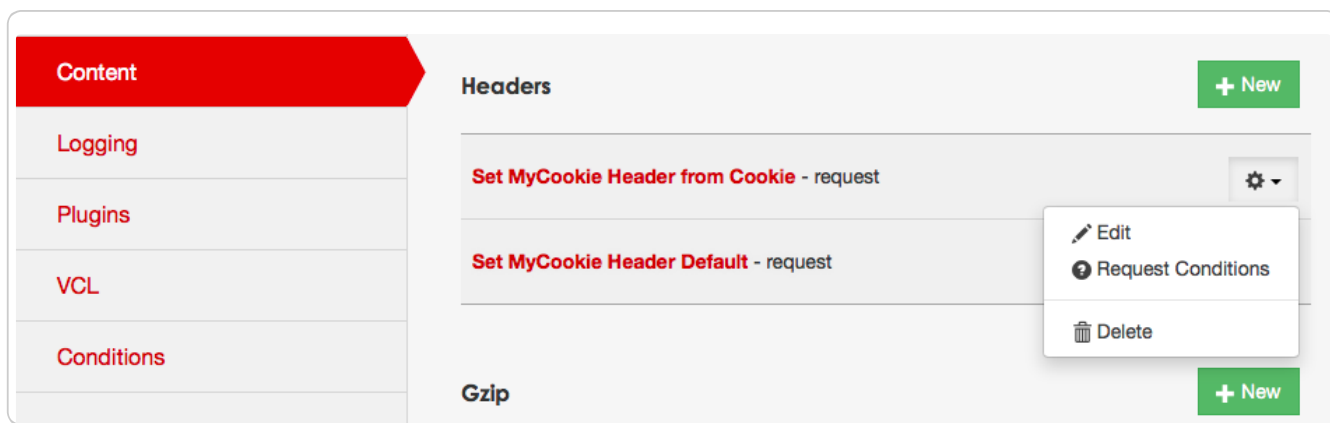 Content
Logging
Plugins
VCL
Conditions
Headers
New
Set MyCookie Header from Cookie - request
Edit
Request Conditions
Delete
Set MyCookie Header Default - request
Gzip
New